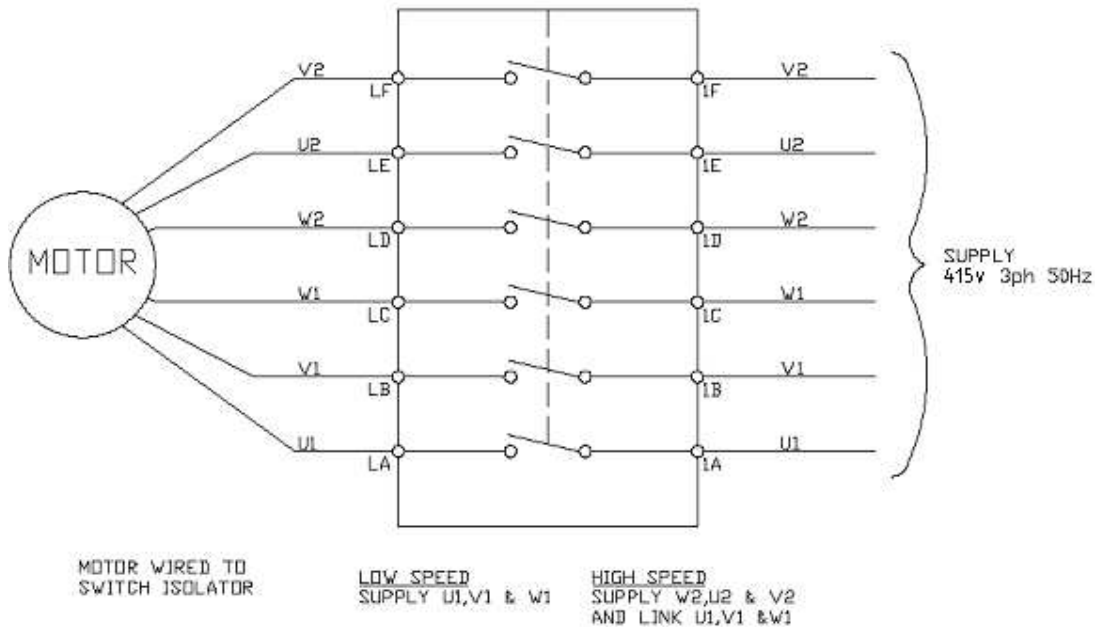 V2 LF 1F V2
U2 LE 1E U2
W2 LD 1D W2
MOTOR
SUPPLY
415v 3ph 50Hz
W1 LC 1C W1
V1 LB 1B V1
U1 LA 1A U1
MOTOR WIRED TO
SWITCH ISOLATOR
LOW SPEED
SUPPLY U1,V1 & W1
HIGH SPEED
SUPPLY W2,U2 & V2
AND LINK U1,V1 &W1